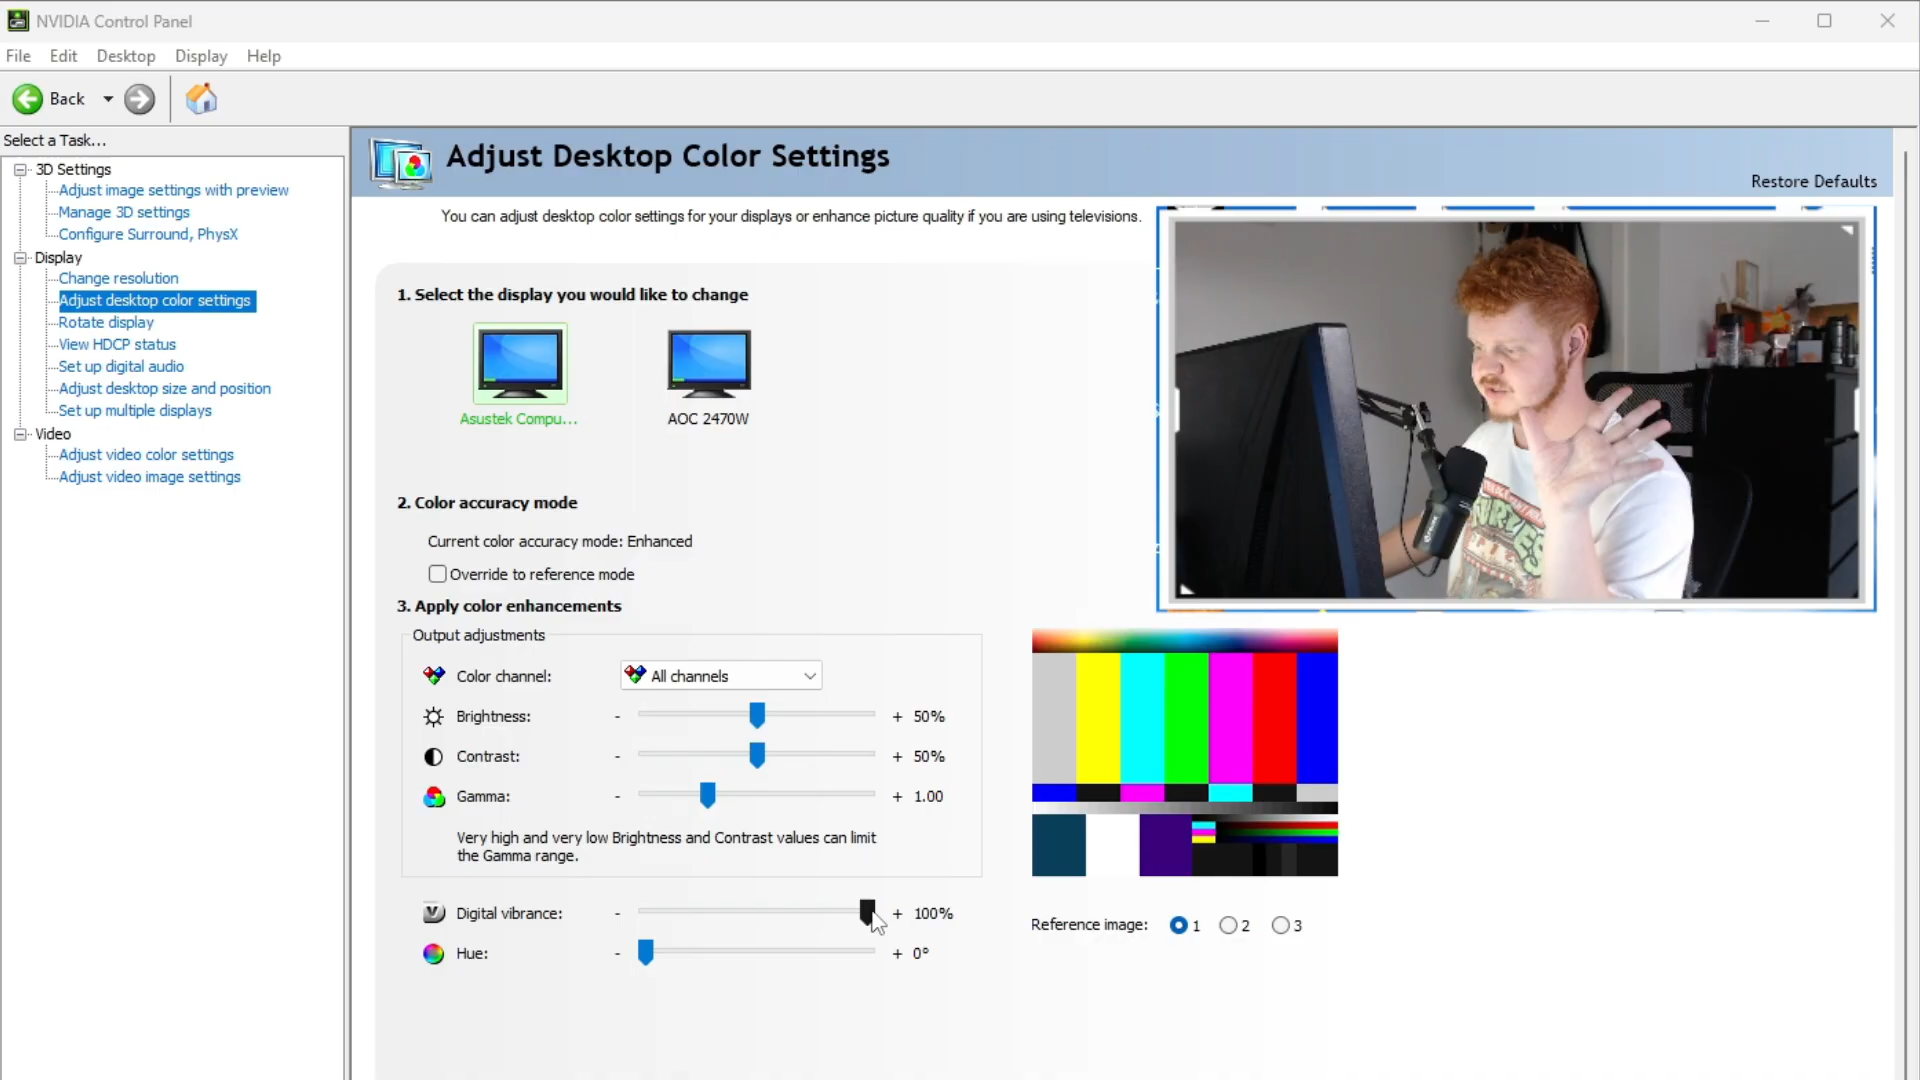 NVIDIA Control Panel
File Edit Desktop Display Help
Back
Select a Task...
3D Settings
Adjust image settings with preview
Manage 3D settings
Configure Surround, PhysX
Display
Change resolution
Adjust desktop color settings
Rotate display
View HDCP status
Set up digital audio
Adjust desktop size and position
Set up multiple displays
Video
Adjust video color settings
Adjust video image settings
Adjust Desktop Color Settings
Restore Defaults
You can adjust desktop color settings for your displays or enhance picture quality if you are using televisions.
1. Select the display you would like to change
Asustek Compu...
AOC 2470W
2. Color accuracy mode
Current color accuracy mode: Enhanced
Override to reference mode
3. Apply color enhancements
Output adjustments
Color channel: All channels
Brightness: - + 50%
Contrast: - + 50%
Gamma: - + 1.00
Very high and very low Brightness and Contrast values can limit
the Gamma range.
Digital vibrance: - + 100%
Hue: - + 0°
Reference image: 1 2 3